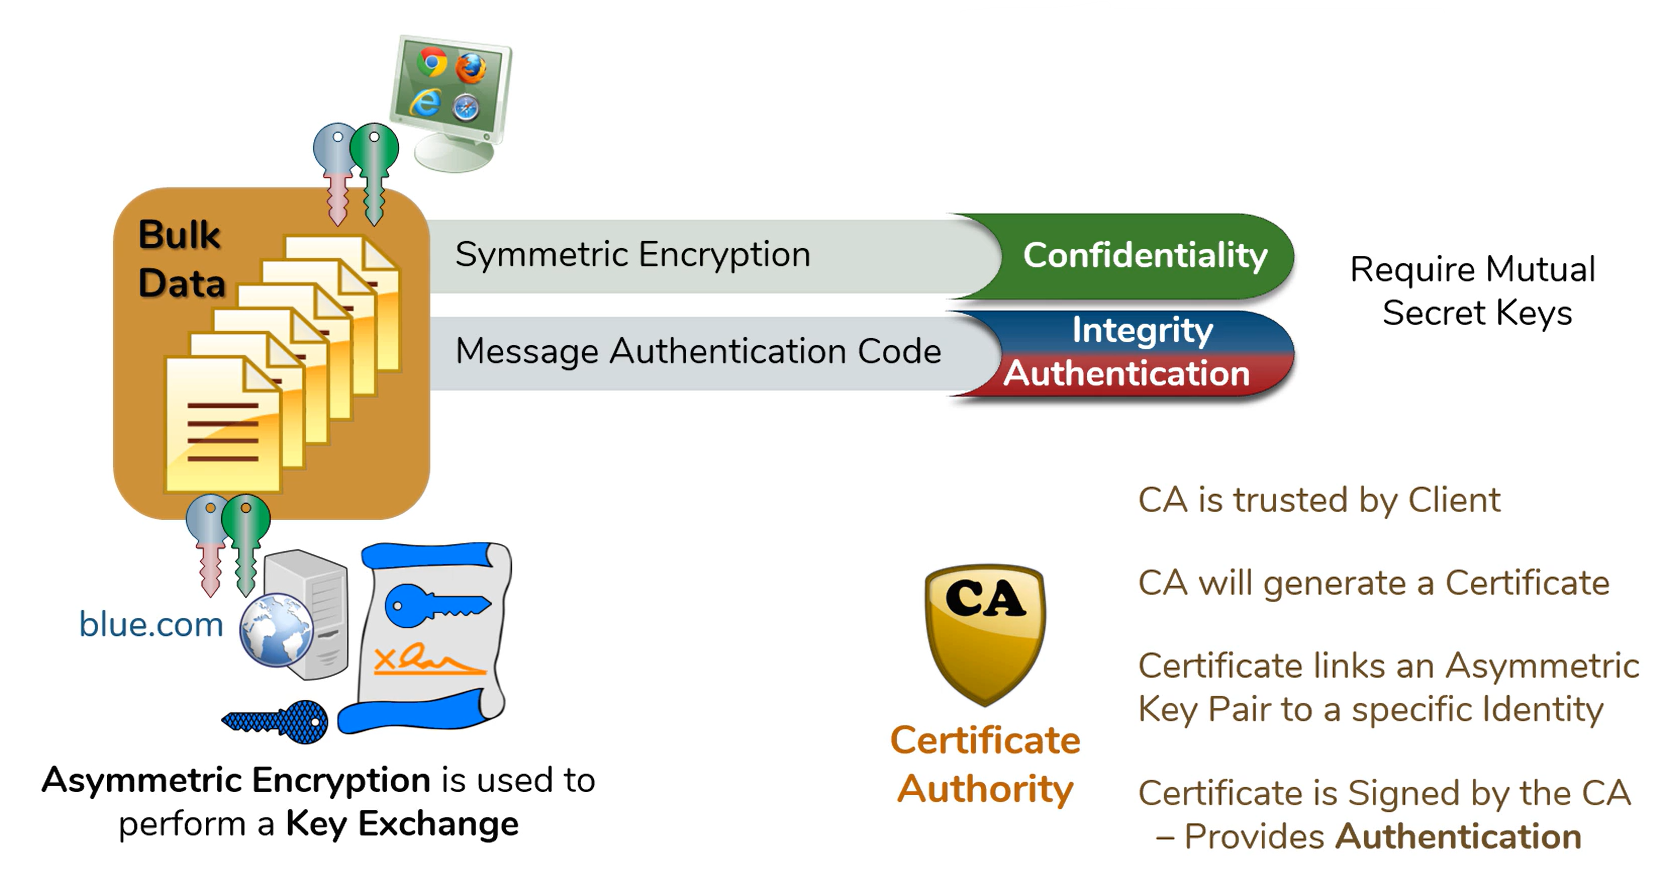 Bulk
Data
Symmetric Encryption
Confidentiality
Message Authentication Code
Integrity
Authentication
Require Mutual
Secret Keys
blue.com
Asymmetric Encryption is used to
perform a Key Exchange
CA
Certificate
Authority
CA is trusted by Client
CA will generate a Certificate
Certificate links an Asymmetric
Key Pair to a specific Identity
Certificate is Signed by the CA
– Provides Authentication